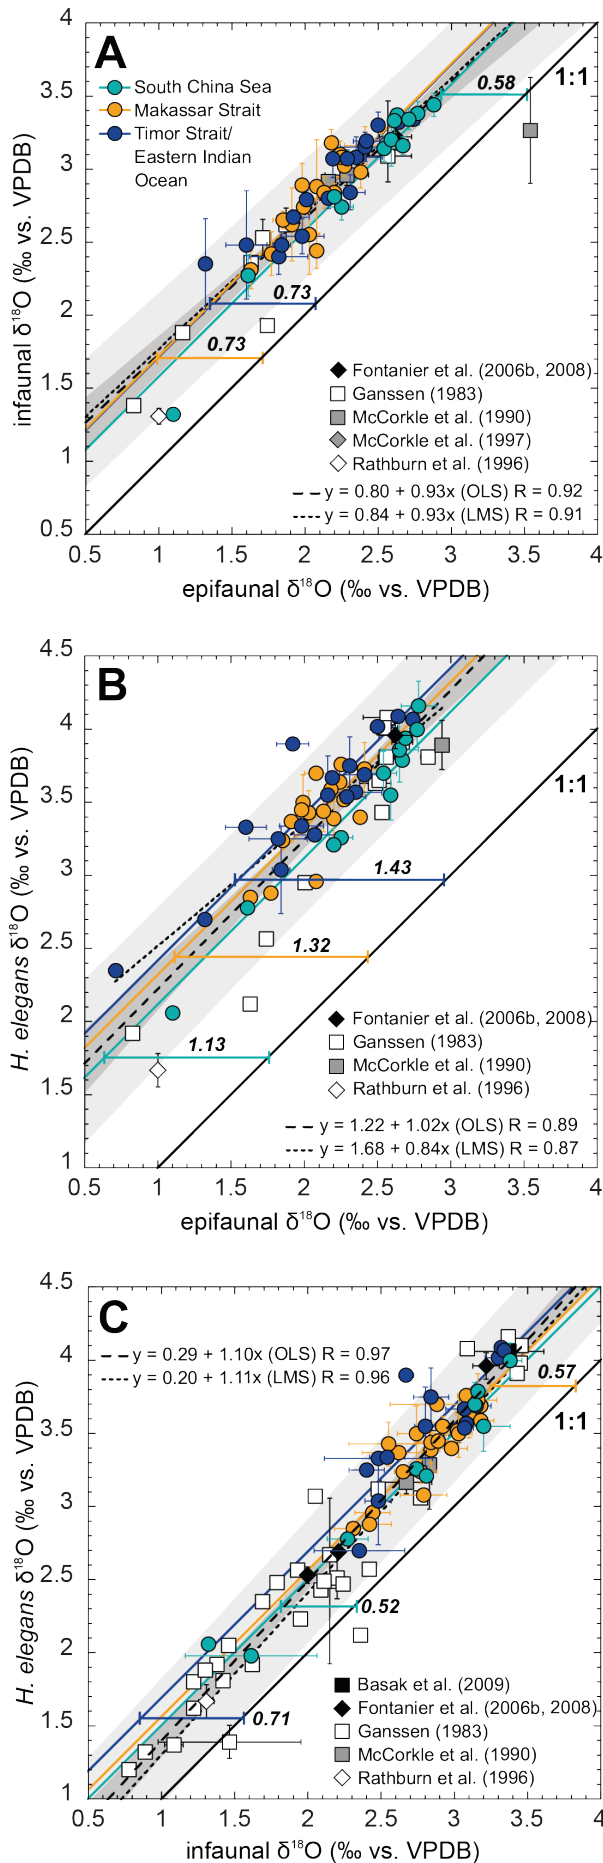 A
South China Sea
Makassar Strait
Timor Strait/
Eastern Indian
Ocean
0.58
1:1
0.73
0.73
Fontanier et al. (2006b, 2008)
Ganssen (1983)
McCorkle et al. (1990)
McCorkle et al. (1997)
Rathburn et al. (1996)
y = 0.80 + 0.93x (OLS) R = 0.92
y = 0.84 + 0.93x (LMS) R = 0.91
4
3.5
3
2.5
2
1.5
1
0.5
infaunal δ18O (‰ vs. VPDB)
0.5 1 1.5 2 2.5 3 3.5 4
epifaunal δ18O (‰ vs. VPDB)
B
1:1
1.43
1.32
1.13
Fontanier et al. (2006b, 2008)
Ganssen (1983)
McCorkle et al. (1990)
Rathburn et al. (1996)
y = 1.22 + 1.02x (OLS) R = 0.89
y = 1.68 + 0.84x (LMS) R = 0.87
4.5
4
3.5
3
2.5
2
1.5
1
H. elegans δ18O (‰ vs. VPDB)
0.5 1 1.5 2 2.5 3 3.5 4
epifaunal δ18O (‰ vs. VPDB)
C
y = 0.29 + 1.10x (OLS) R = 0.97
y = 0.20 + 1.11x (LMS) R = 0.96
0.57
1:1
0.52
0.71
Basak et al. (2009)
Fontanier et al. (2006b, 2008)
Ganssen (1983)
McCorkle et al. (1990)
Rathburn et al. (1996)
4.5
4
3.5
3
2.5
2
1.5
1
H. elegans δ18O (‰ vs. VPDB)
0.5 1 1.5 2 2.5 3 3.5 4
infaunal δ18O (‰ vs. VPDB)